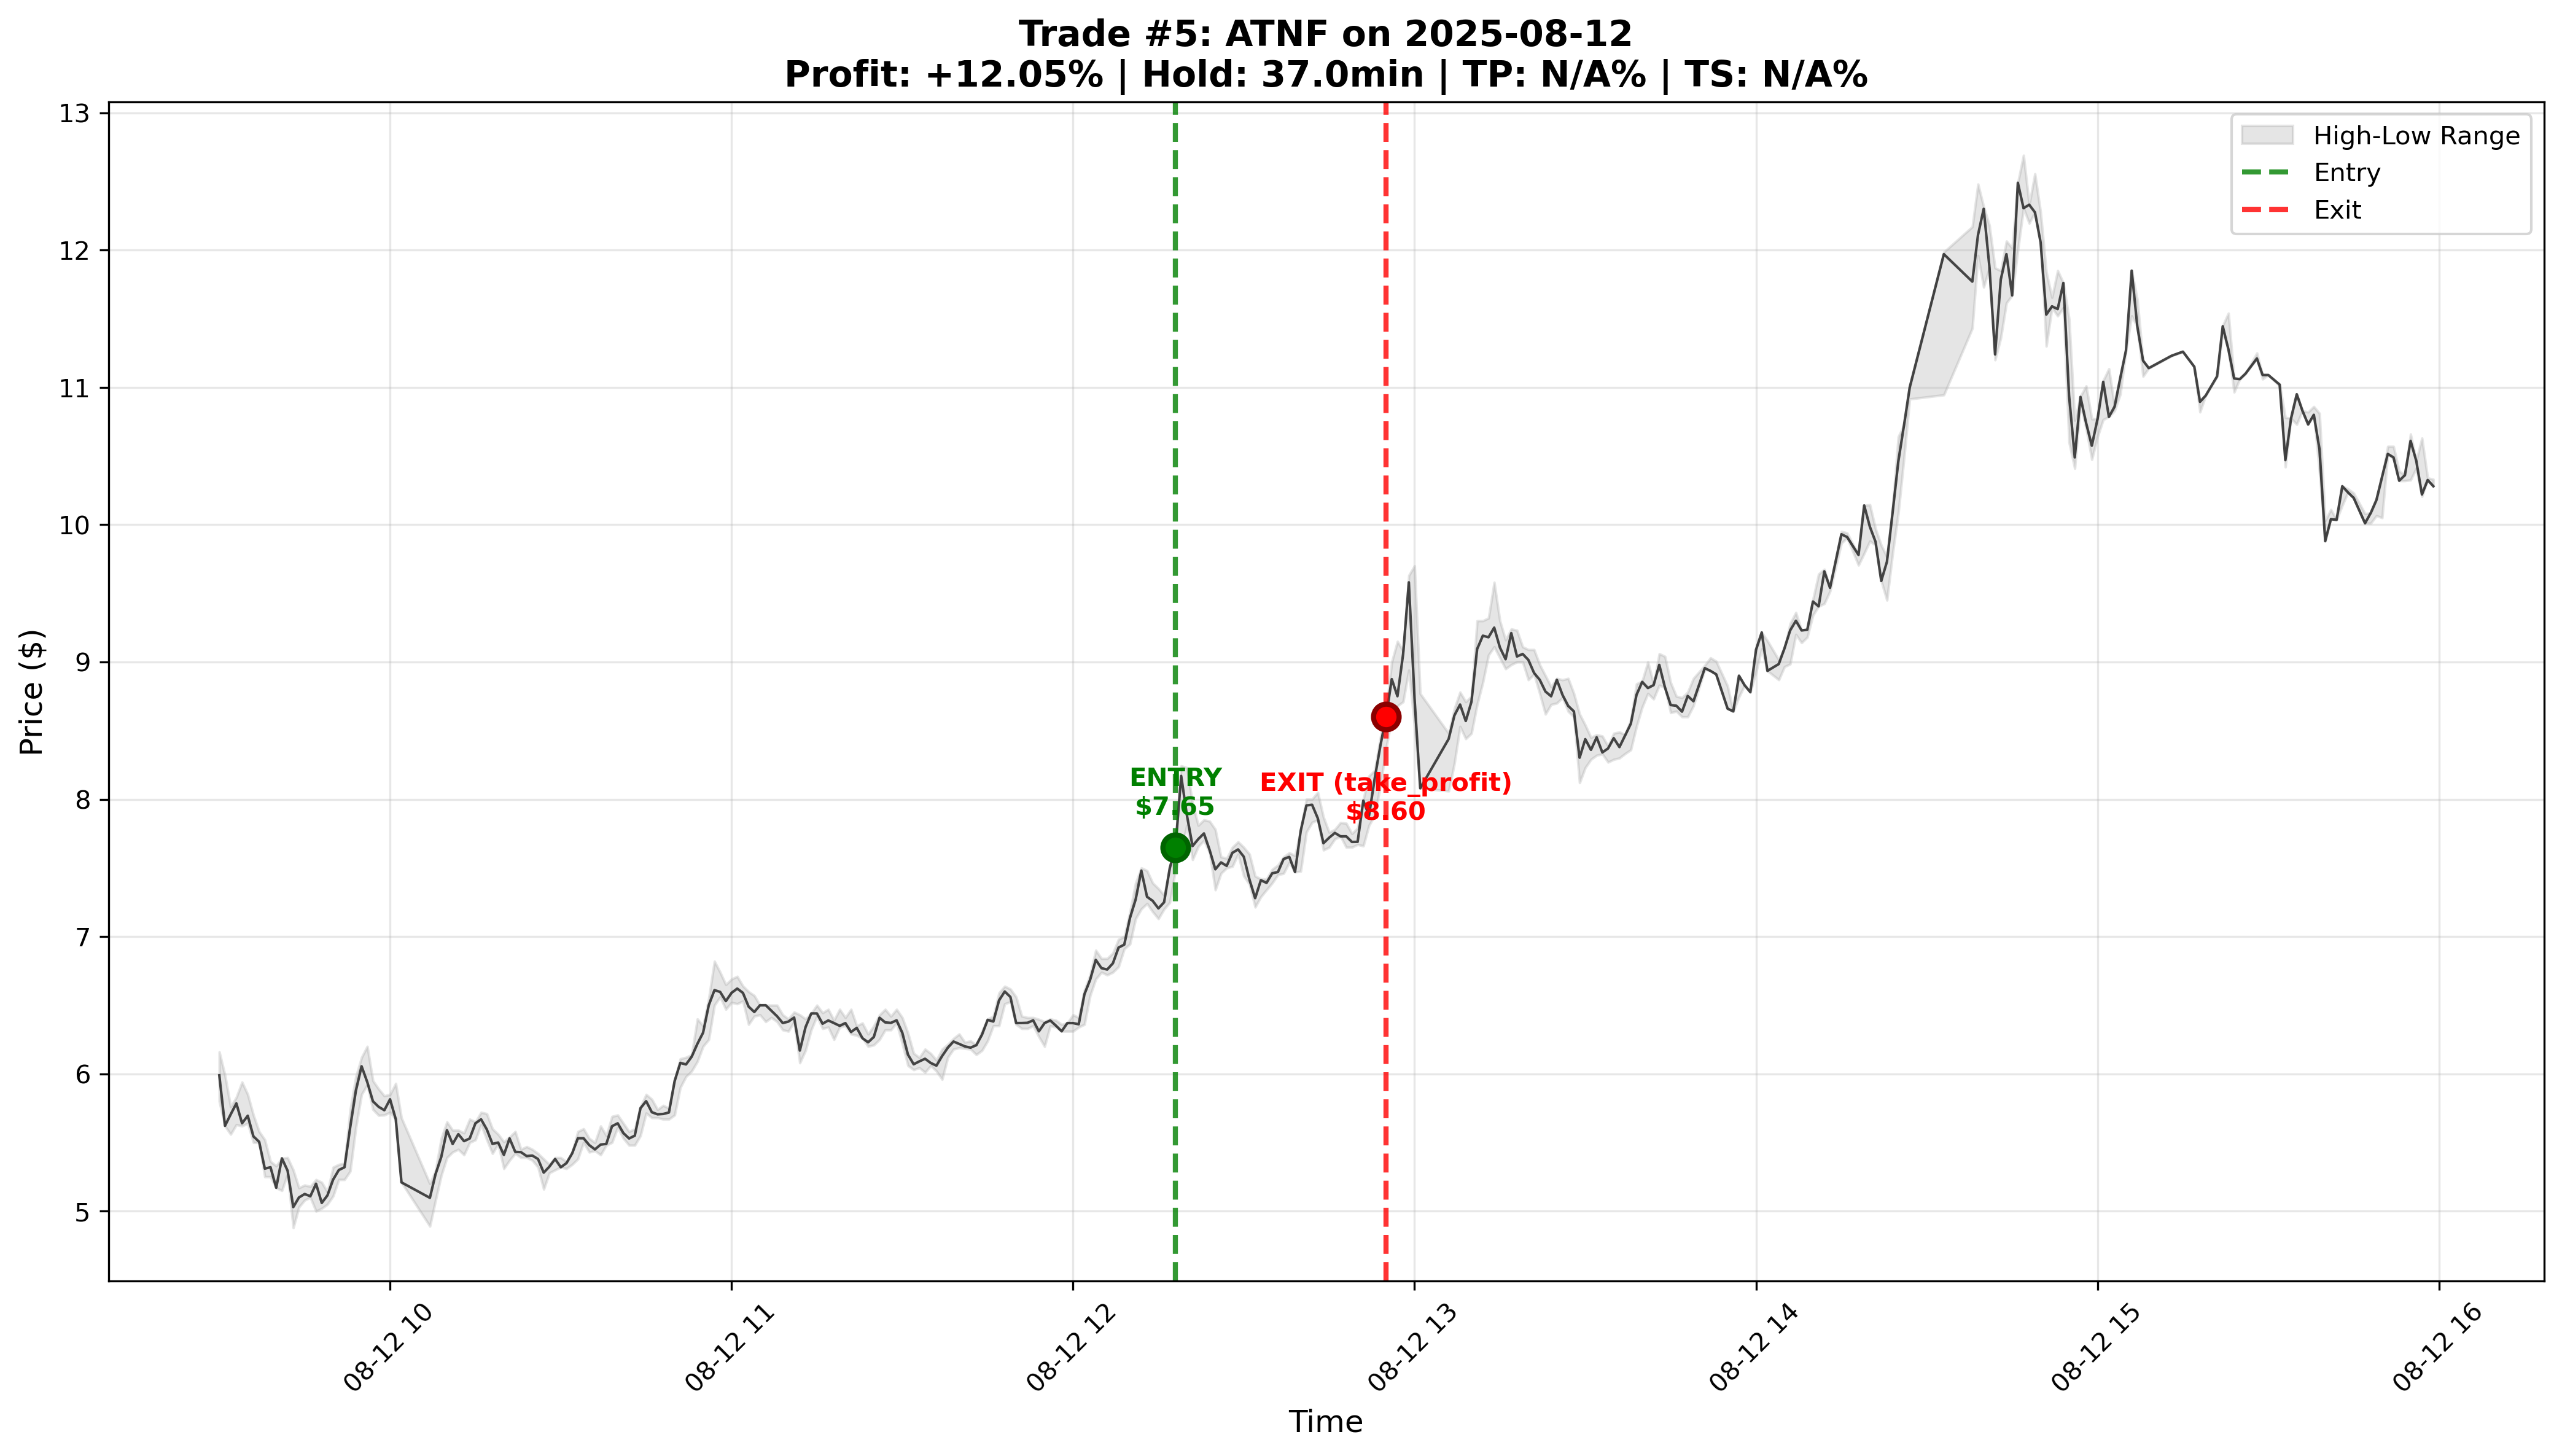 Trade #5: ATNF on 2025-08-12
Profit: +12.05% | Hold: 37.0min | TP: N/A% | TS: N/A%
High-Low Range
Entry
Exit
Price ($)
13
12
11
10
9
8
7
6
5
ENTRY
$7.65
EXIT (take_profit)
$8.60
08-12 10
08-12 11
08-12 12
08-12 13
08-12 14
08-12 15
08-12 16
Time